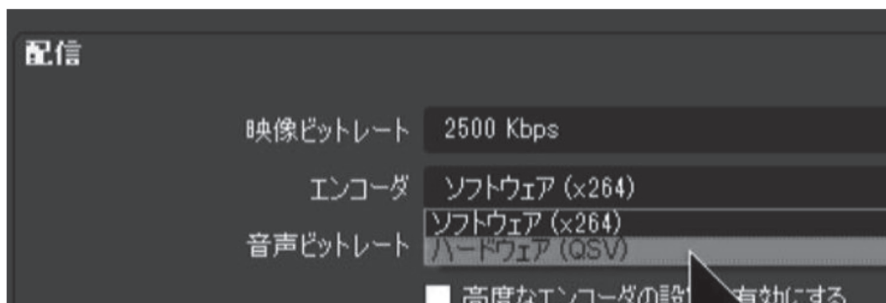 配信
映像ビットレート 2500 Kbps
エンコーダ ソフトウェア (x264)
ソフトウェア (x264)
音声ビットレート ハードウェア (QSV)
高度なエンコーダの設 有効にする